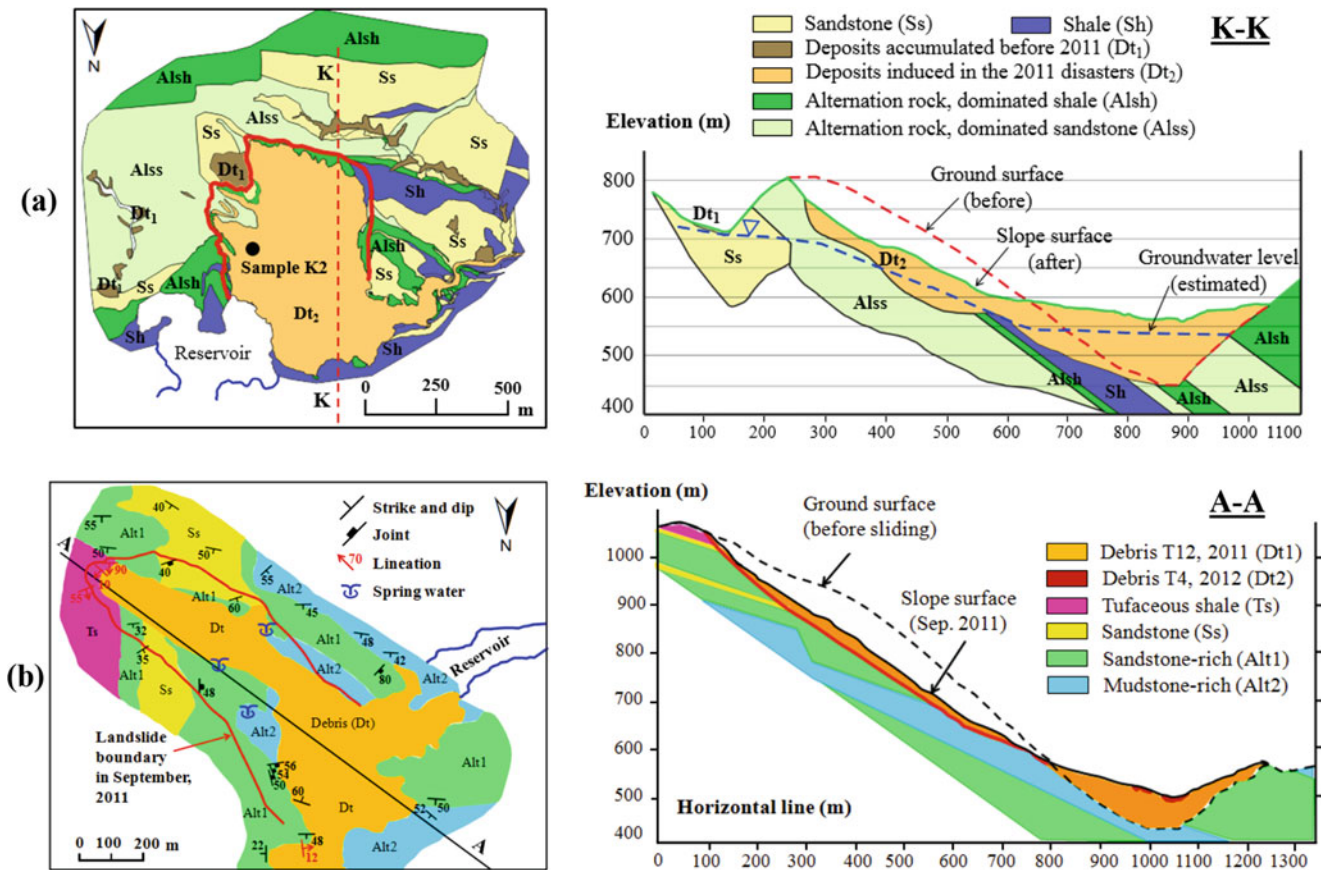 (a)
N
Alsh
K
Ss
Alsh
Alss
Ss
Ss
Dt1
Alss
Sh
Dt1
Alsh
Ss
Sample K2
Ss
Dt1
Ss
Alsh
Dt2
Sh
Sh
Reservoir
K
0 250 500
m
K-K
Sandstone (Ss)
Shale (Sh)
Deposits accumulated before 2011 (Dt1)
Deposits induced in the 2011 disasters (Dt2)
Alternation rock, dominated shale (Alsh)
Alternation rock, dominated sandstone (Alss)
Elevation (m)
800
700
600
500
400
Dt1
Ground surface
(before)
Slope surface
(after)
Groundwater level
(estimated)
Ss
Dt2
Alss
Alsh
Sh
Alsh
Alss
Alsh
0 100 200 300 400 500 600 700 800 900 1000 1100
(b)
N
Strike and dip
Joint
70 Lineation
Spring water
40
55
Alt1
Ss
A
50
90
50
40
55
Alt2
55
Alt1
60
45
Ts
32
Dt
48
Alt1
35
Alt1
42
Reservoir
Ss
48
Alt2
80
Alt2
Alt2
Debris (Dt)
Landslide
boundary
in September,
2011
56
54
50
Alt1
60
Alt1
Dt
52
50
48
Alt2
22
12
A
0 100 200 m
Elevation (m)
A-A
1000
900
800
700
600
500
400
Ground surface
(before sliding)
Slope surface
(Sep. 2011)
Debris T12, 2011 (Dt1)
Debris T4, 2012 (Dt2)
Tufaceous shale (Ts)
Sandstone (Ss)
Sandstone-rich (Alt1)
Mudstone-rich (Alt2)
Horizontal line (m)
0 100 200 300 400 500 600 700 800 900 1000 1100 1200 1300